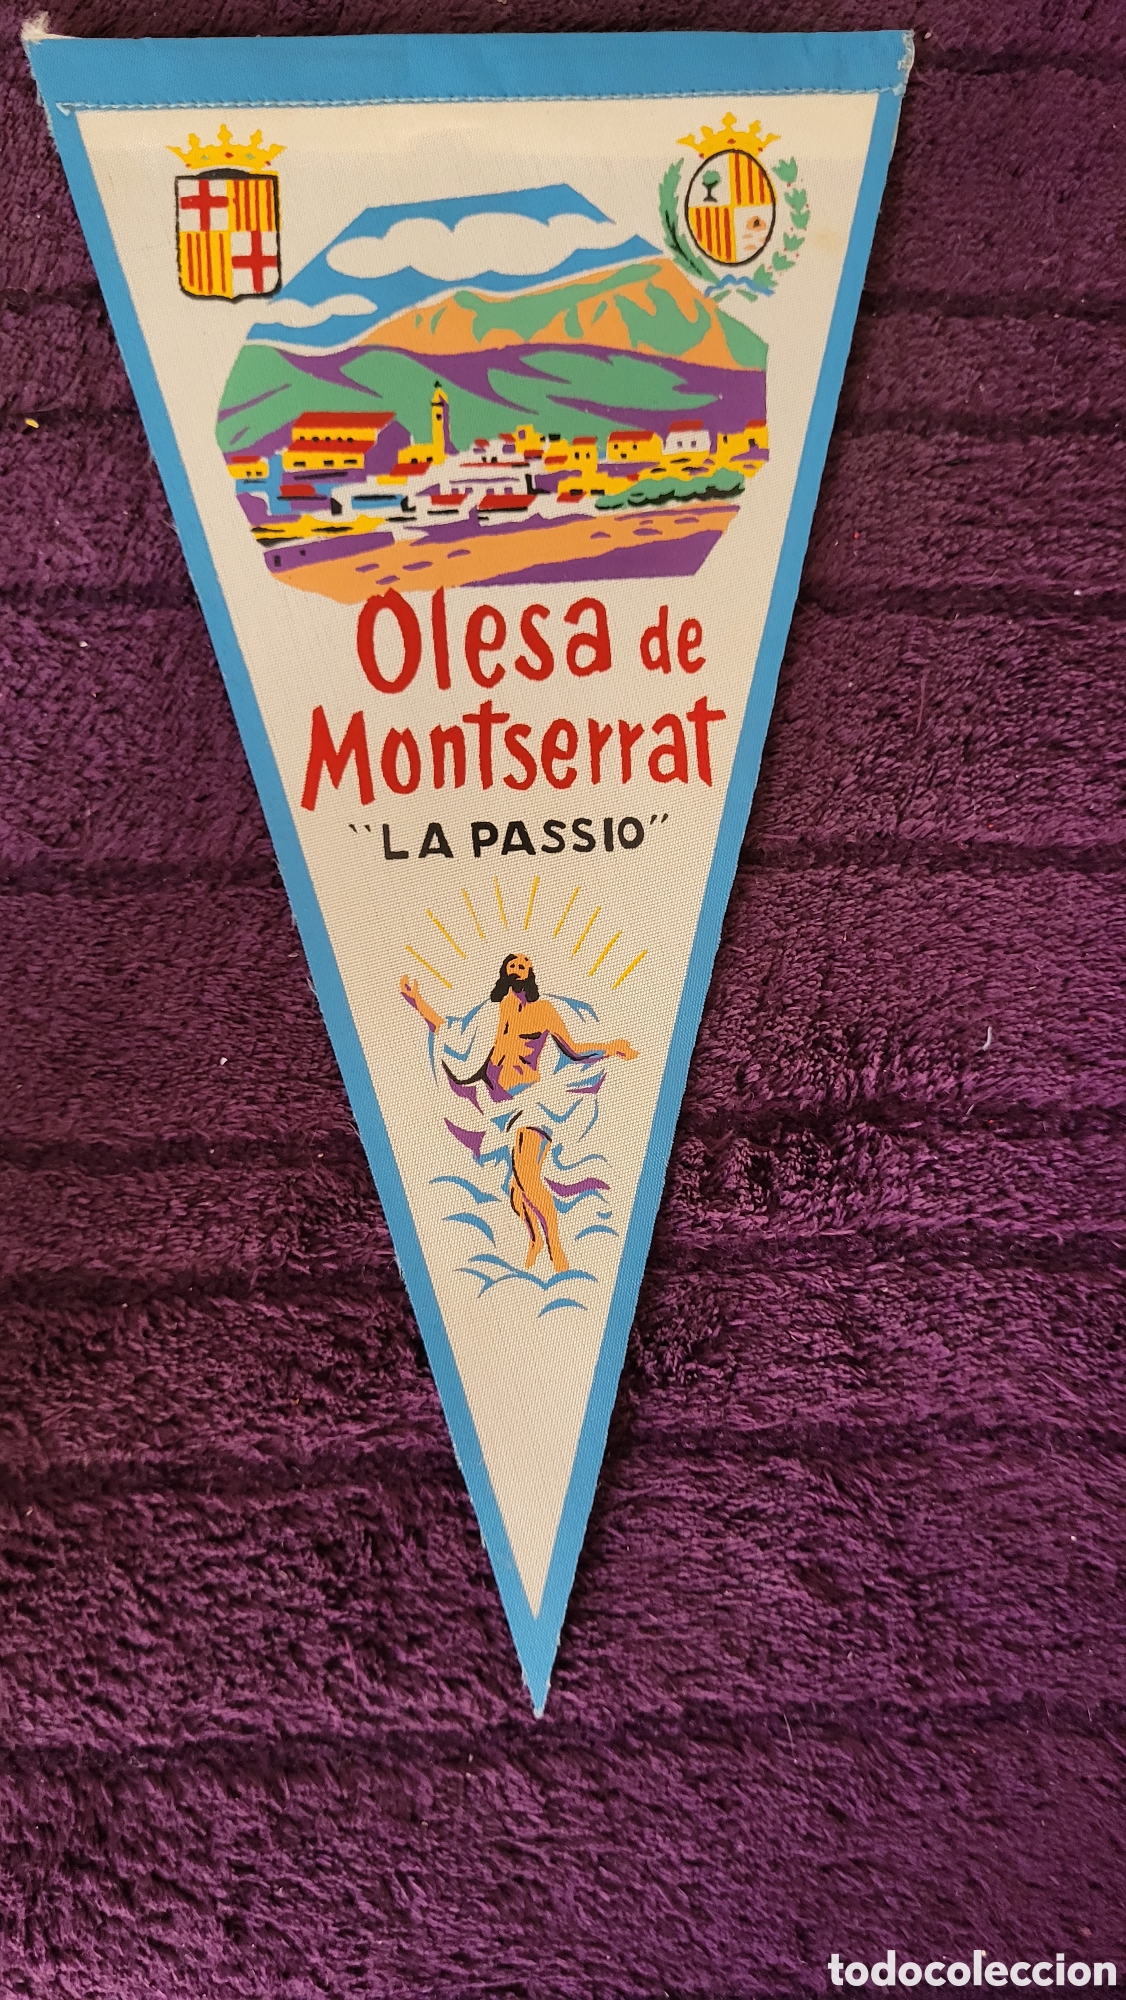 Olesa de
Montserrat
"LA PASSIO"
todocoleccion